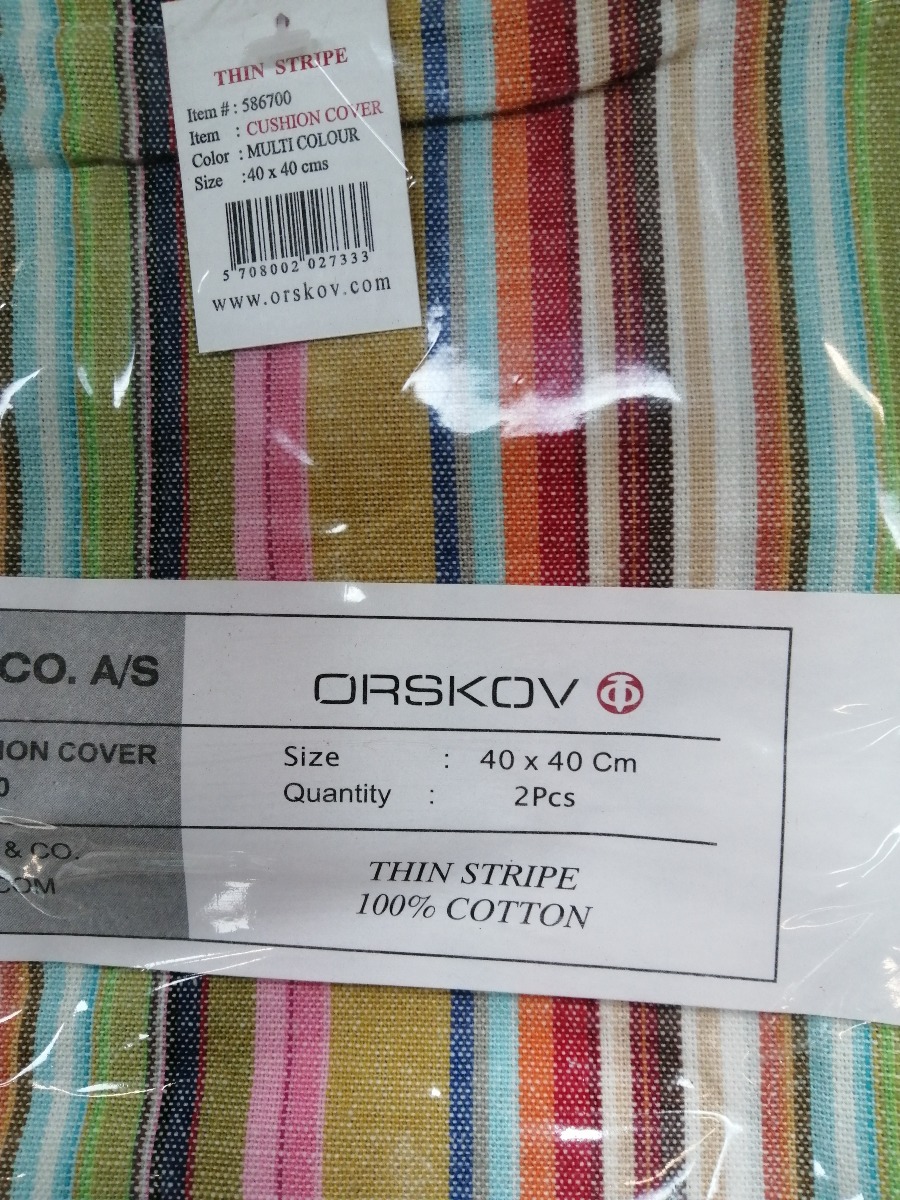 THIN STRIPE
Item # : 586700
Item : CUSHION COVER
Color : MULTI COLOUR
Size :40 x 40 cms
5 708002 027333
www.orskov.com
CO. A/S
ORSKOV
ION COVER
Size : 40 x 40 Cm
0
Quantity : 2Pcs
& CO.
COM
THIN STRIPE
100% COTTON